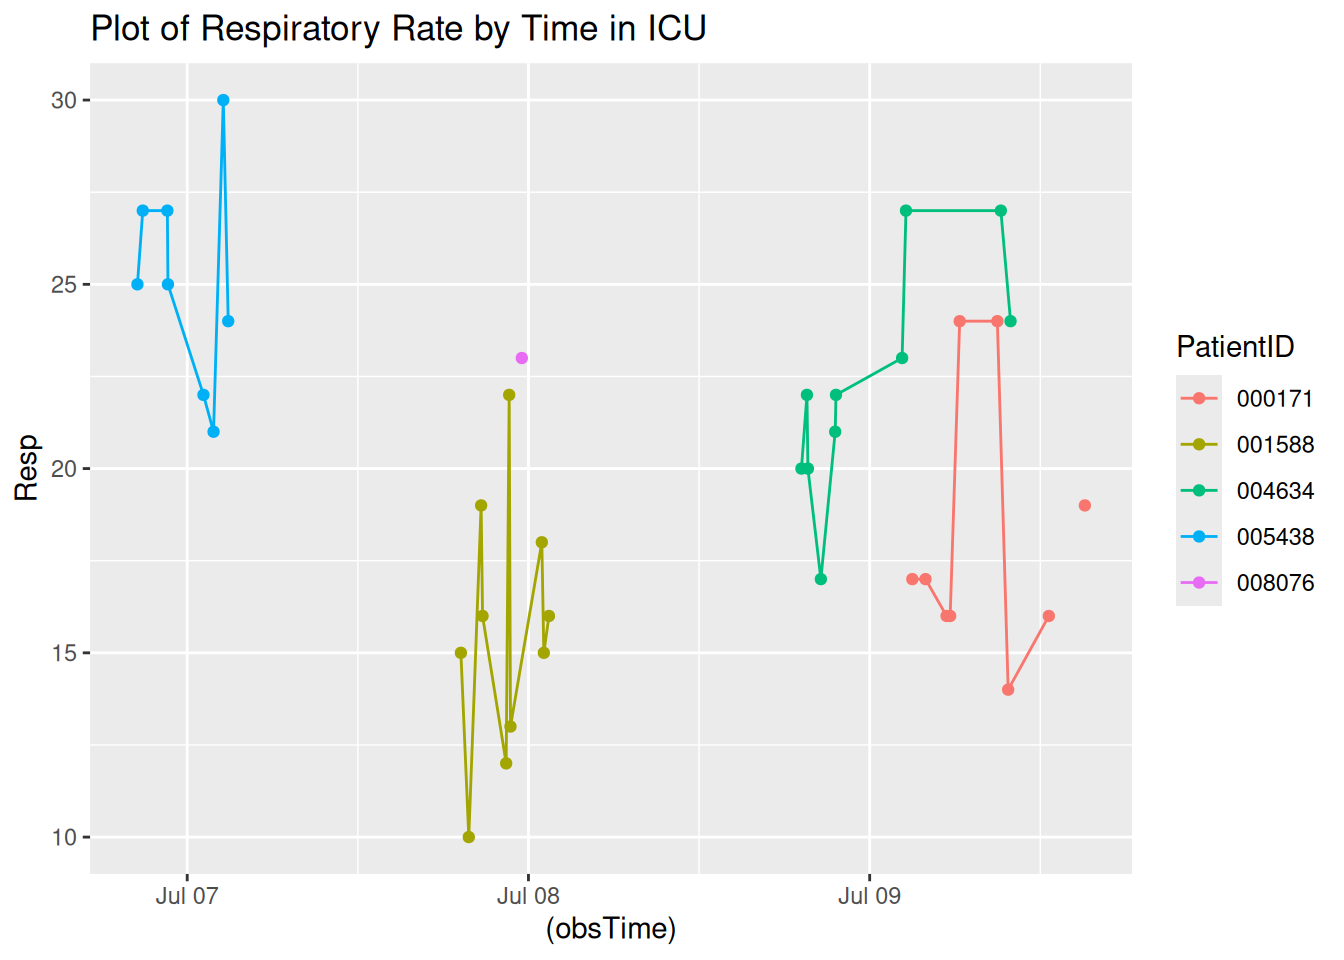 Plot of Respiratory Rate by Time in ICU
30
25
20
15
10
Resp
Jul 07
Jul 08
Jul 09
(obsTime)
PatientID
000171
001588
004634
005438
008076